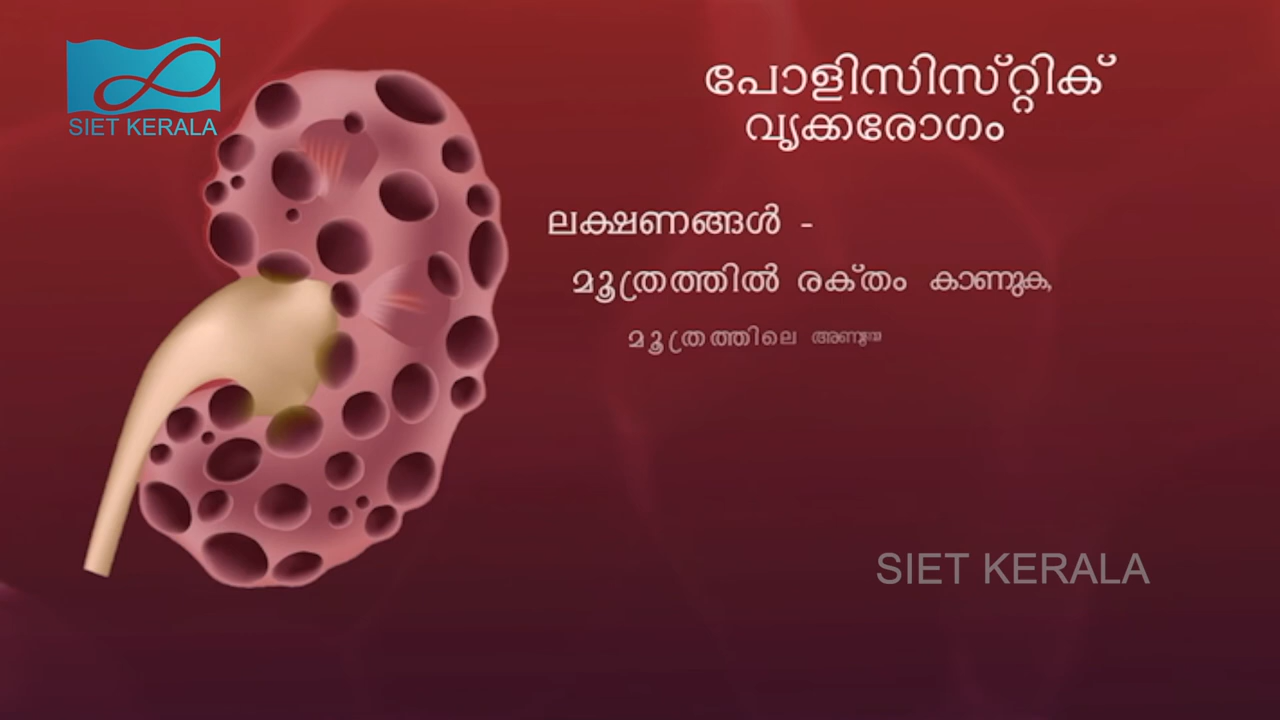 SIET KERALA
പോളിസിസ്റ്റിക്
വൃക്കരോഗം
ലക്ഷണങ്ങൾ -
മൂത്രത്തിൽ രക്തം കാണുക,
മൂത്രത്തിലെ
SIET KERALA